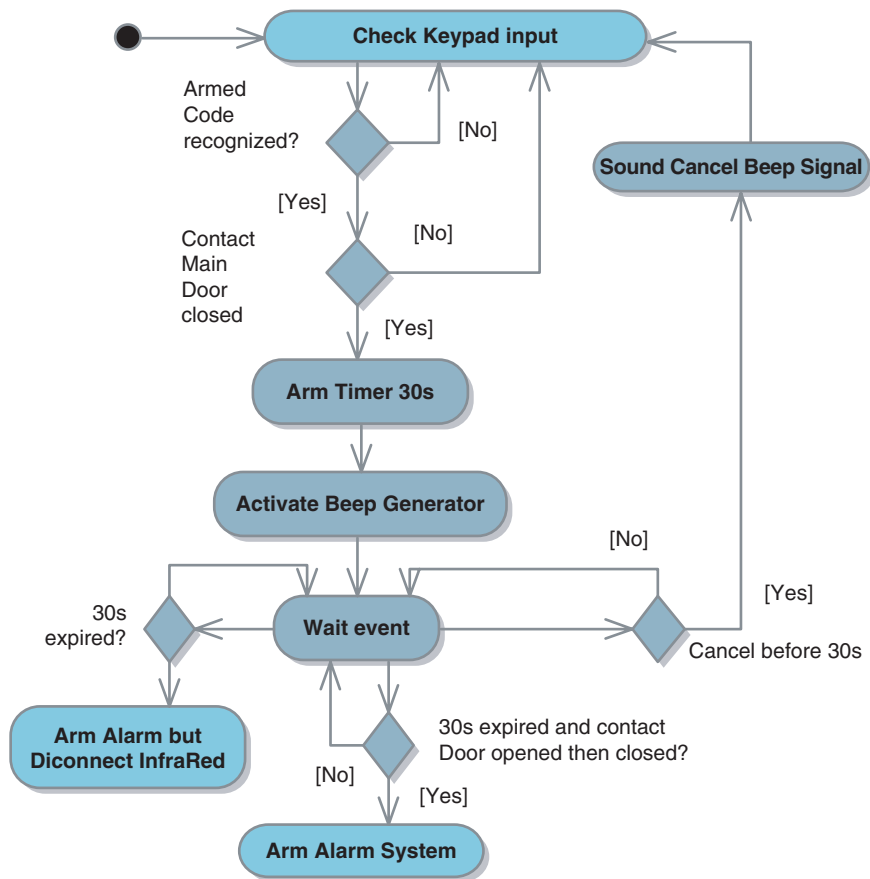 Check Keypad input
Armed
Code
recognized?
[No]
Sound Cancel Beep Signal
[Yes]
Contact
Main
Door
closed
[No]
[Yes]
Arm Timer 30s
Activate Beep Generator
[No]
30s
expired?
Wait event
[Yes]
Cancel before 30s
Arm Alarm but
Diconnect InfraRed
30s expired and contact
Door opened then closed?
[No]
[Yes]
Arm Alarm System